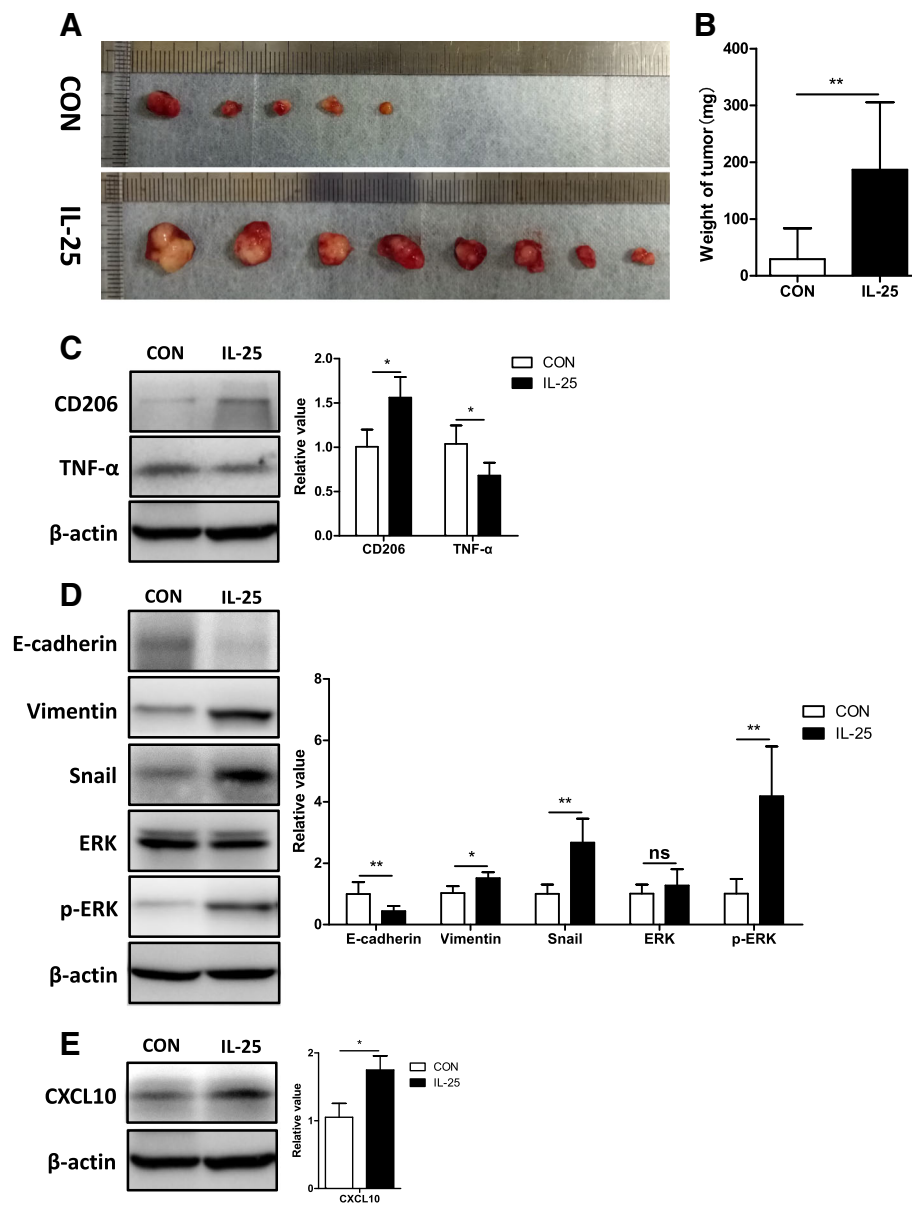 A
CON
IL-25
B
Weight of tumor (mg)
400
300
200
100
0
**
CON IL-25
C
CON IL-25
CD206
TNF-α
β-actin
Relative value
2.0
1.5
1.0
0.5
0.0
*
*
CD206 TNF-α
CON
IL-25
D
CON IL-25
E-cadherin
Vimentin
Snail
ERK
p-ERK
β-actin
Relative value
8
6
4
2
0
**
*
**
ns
**
E-cadherin Vimentin Snail ERK p-ERK
CON
IL-25
E
CON IL-25
CXCL10
β-actin
Relative value
2
1
0
*
CXCL10
CON
IL-25